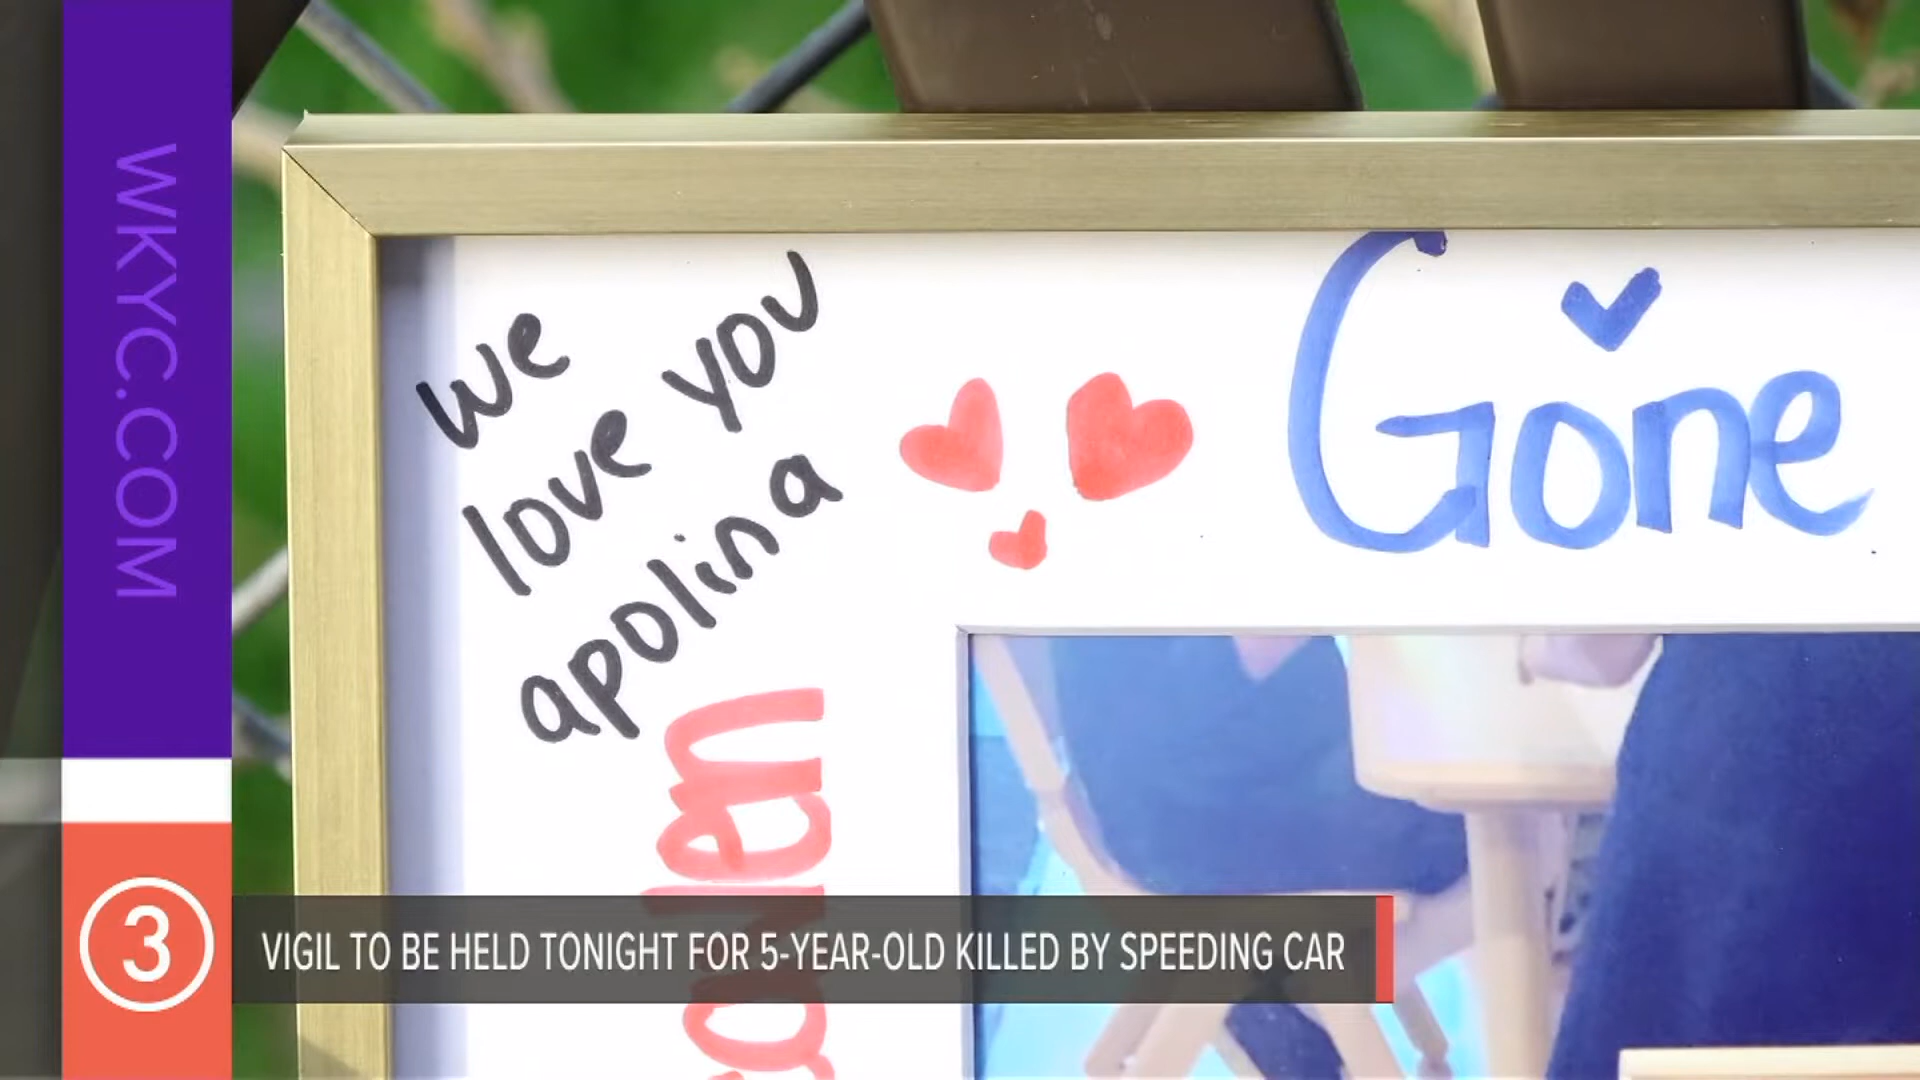 WKYC.COM
we
love you
apolina
Gone
3
VIGIL TO BE HELD TONIGHT FOR 5-YEAR-OLD KILLED BY SPEEDING CAR